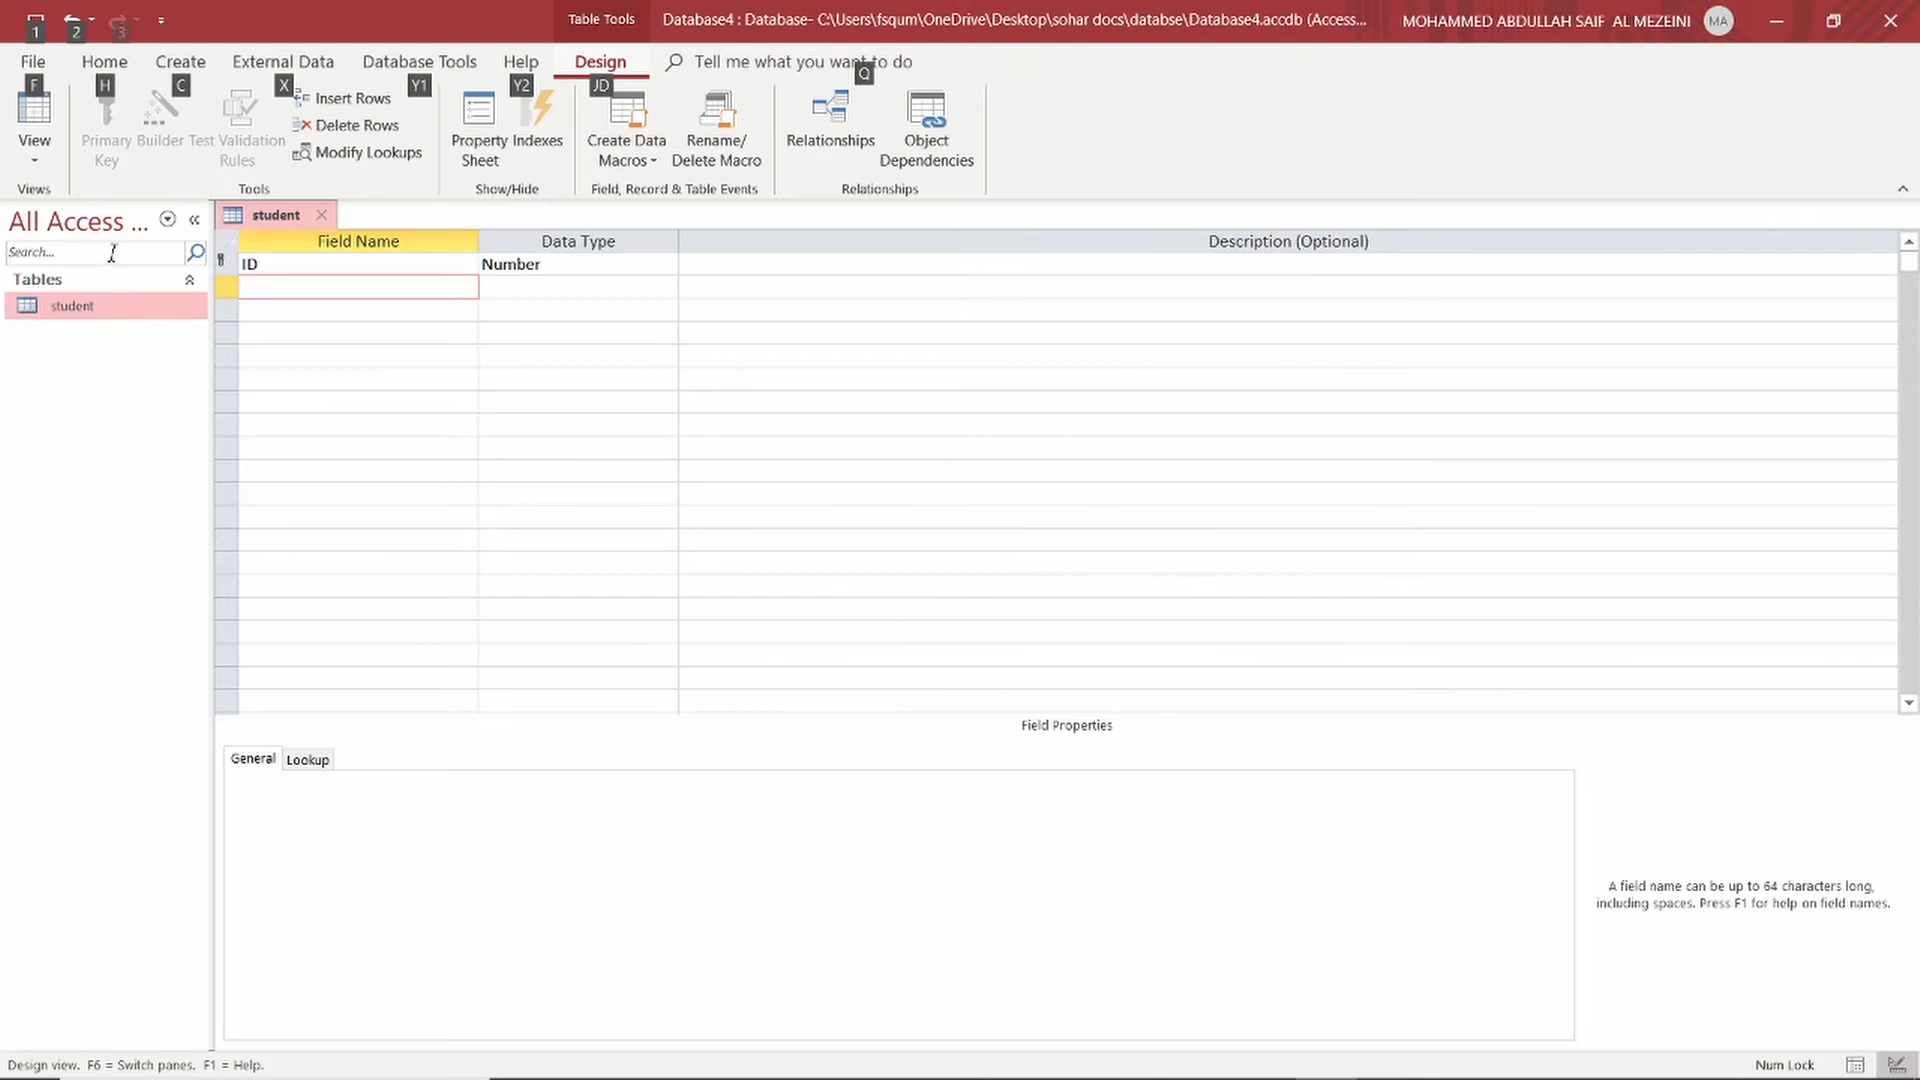 Table Tools
Database4 : Database- C:\Users\fsqum\OneDrive\Desktop\sohar docs\databse\Database4.accdb (Access...
MOHAMMED ABDULLAH SAIF AL MEZEINI
MA
1
2
3
File
Home
Create
External Data
Database Tools
Help
Design
Tell me what you want to do
F
H
C
X
Y1
Y2
JD
Q
View
Primary Key
Builder
Test Validation Rules
Insert Rows
Delete Rows
Modify Lookups
Property Sheet
Indexes
Create Data Macros
Rename/ Delete Macro
Relationships
Object Dependencies
Views
Tools
Show/Hide
Field, Record & Table Events
Relationships
All Access ...
Search...
Tables
student
student
Field Name
Data Type
Description (Optional)
ID
Number
Field Properties
General
Lookup
A field name can be up to 64 characters long,
including spaces. Press F1 for help on field names.
Design view. F6 = Switch panes. F1 = Help.
Num Lock